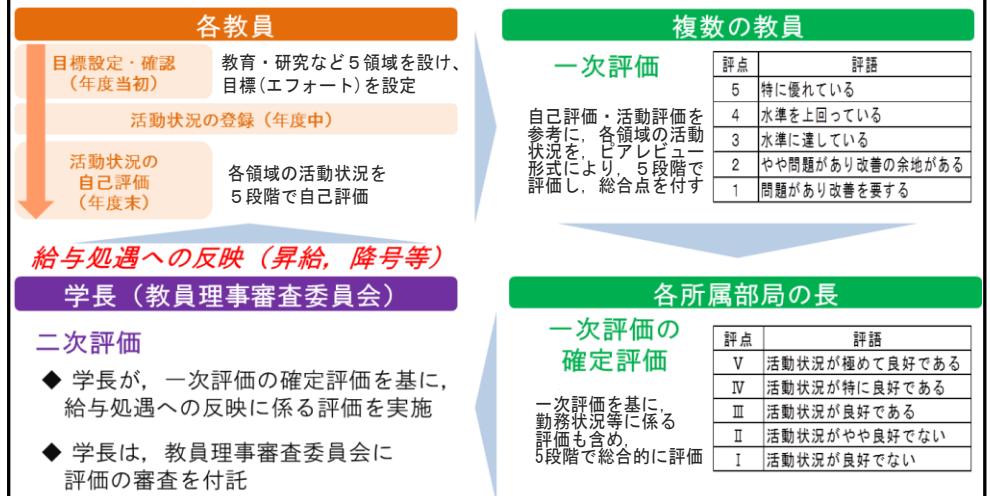 各教員
目標設定・確認
（年度当初）
教育・研究など５領域を設け、
目標(エフォート)を設定
活動状況の登録（年度中）
活動状況の
自己評価
（年度末）
各領域の活動状況を
５段階で自己評価
複数の教員
一次評価
自己評価・活動評価を
参考に，各領域の活動
状況を，ピアレビュー
形式により，５段階で
評価し，総合点を付す
評点 評語
5 特に優れている
4 水準を上回っている
3 水準に達している
2 やや問題があり改善の余地がある
1 問題があり改善を要する
給与処遇への反映（昇給，降号等）
学長（教員理事審査委員会）
二次評価
◆ 学長が，一次評価の確定評価を基に，
給与処遇への反映に係る評価を実施
◆ 学長は，教員理事審査委員会に
評価の審査を付託
各所属部局の長
一次評価の
確定評価
一次評価を基に，
勤務状況等に係る
評価も含め，
5段階で総合的に評価
評点 評語
Ⅴ 活動状況が極めて良好である
Ⅳ 活動状況が特に良好である
Ⅲ 活動状況が良好である
Ⅱ 活動状況がやや良好でない
Ⅰ 活動状況が良好でない